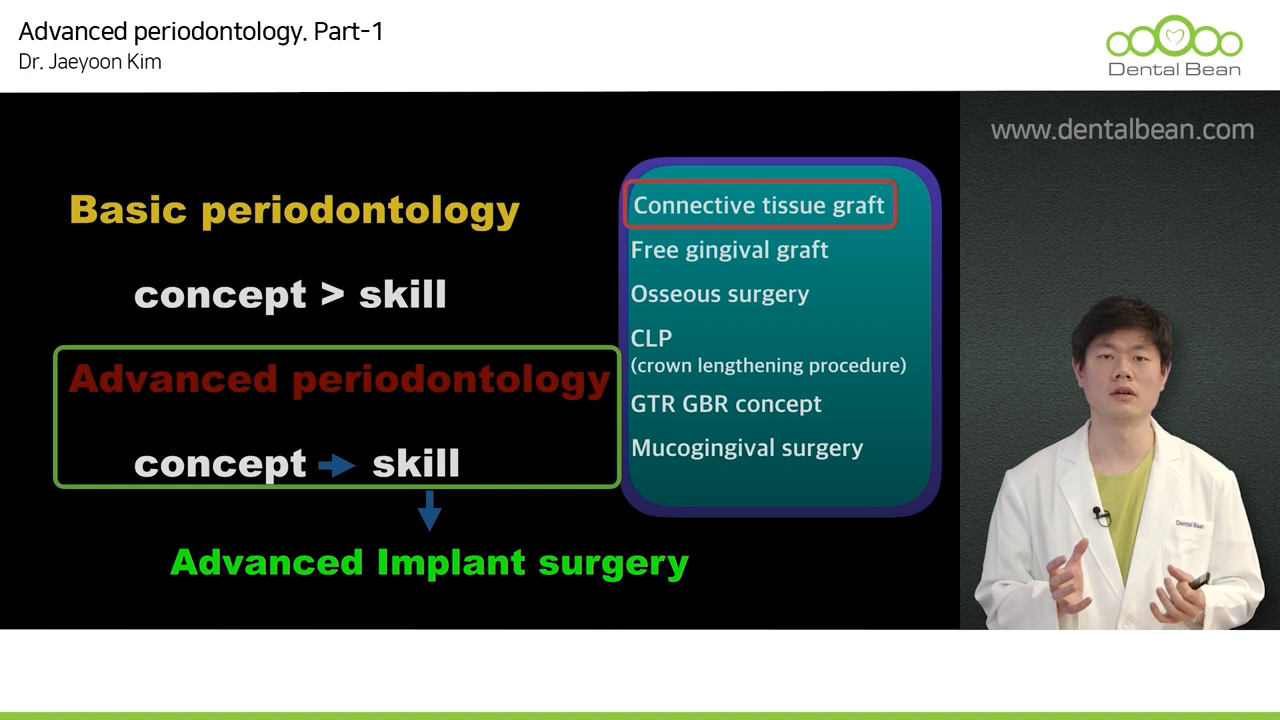 Advanced periodontology. Part-1
Dr. Jaeyoon Kim
Dental Bean
www.dentalbean.com
Basic periodontology
concept > skill
Advanced periodontology
concept skill
Advanced Implant surgery
Connective tissue graft
Free gingival graft
Osseous surgery
CLP
(crown lengthening procedure)
GTR GBR concept
Mucogingival surgery
Dental Bean